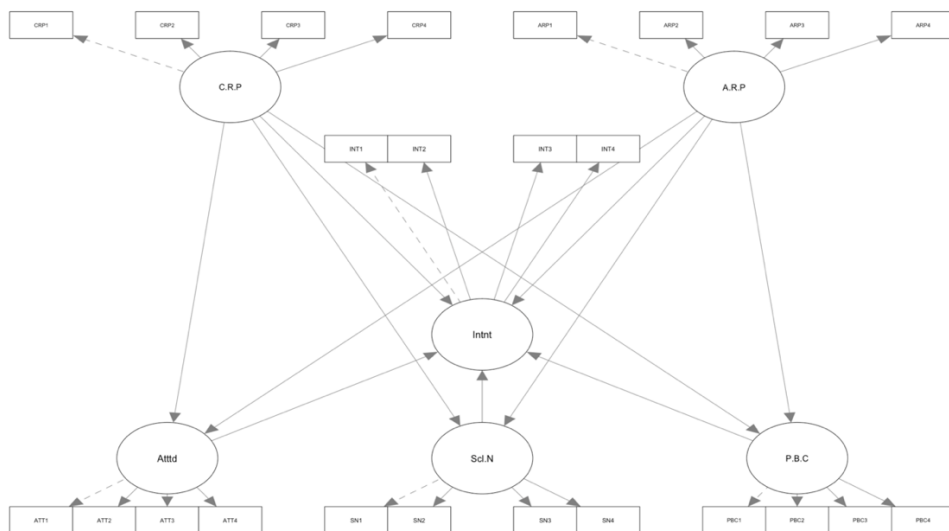 CRP1 CRP2 CRP3 CRP4 ARP1 ARP2 ARP3 ARP4
C.R.P A.R.P
INT1 INT2 INT3 INT4
Intnt
Atttd Scl.N P.B.C
ATT1 ATT2 ATT3 ATT4 SN1 SN2 SN3 SN4 PBC1 PBC2 PBC3 PBC4